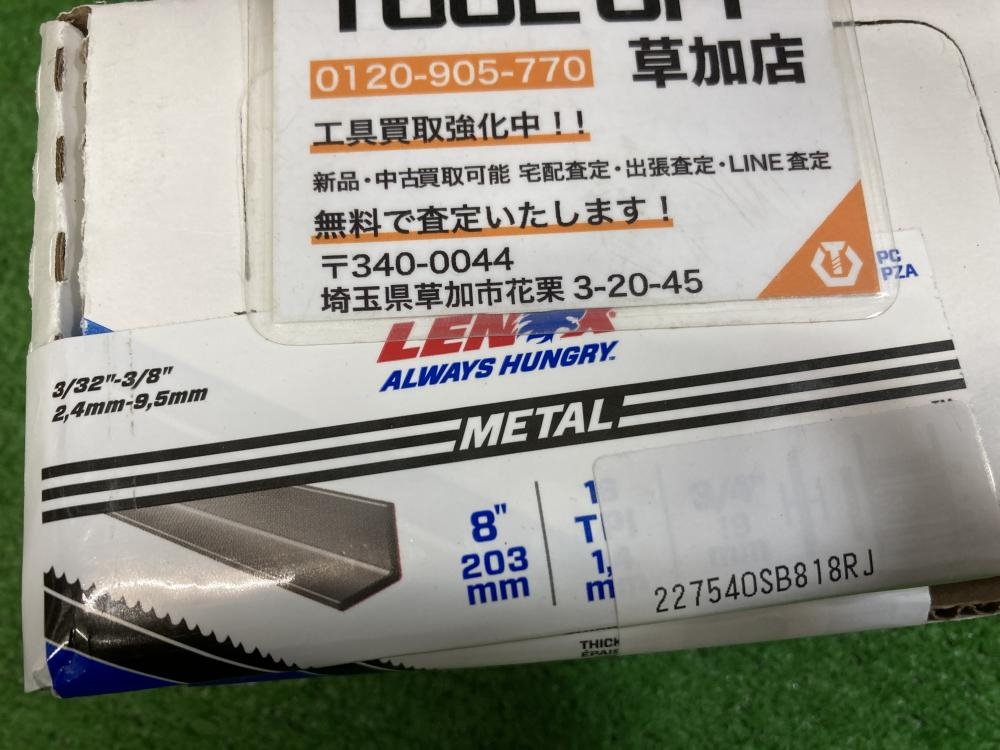 草加店
0120-905-770
工具買取強化中!!
新品・中古買取可能 宅配査定・出張査定・LINE査定
無料で査定いたします!
〒340-0044
埼玉県草加市花栗 3-20-45
PC
PZA
LENOX
ALWAYS HUNGRY.
3/32"-3/8"
2,4mm-9,5mm
METAL
8"
203
mm
3/4"
227540SB818RJ